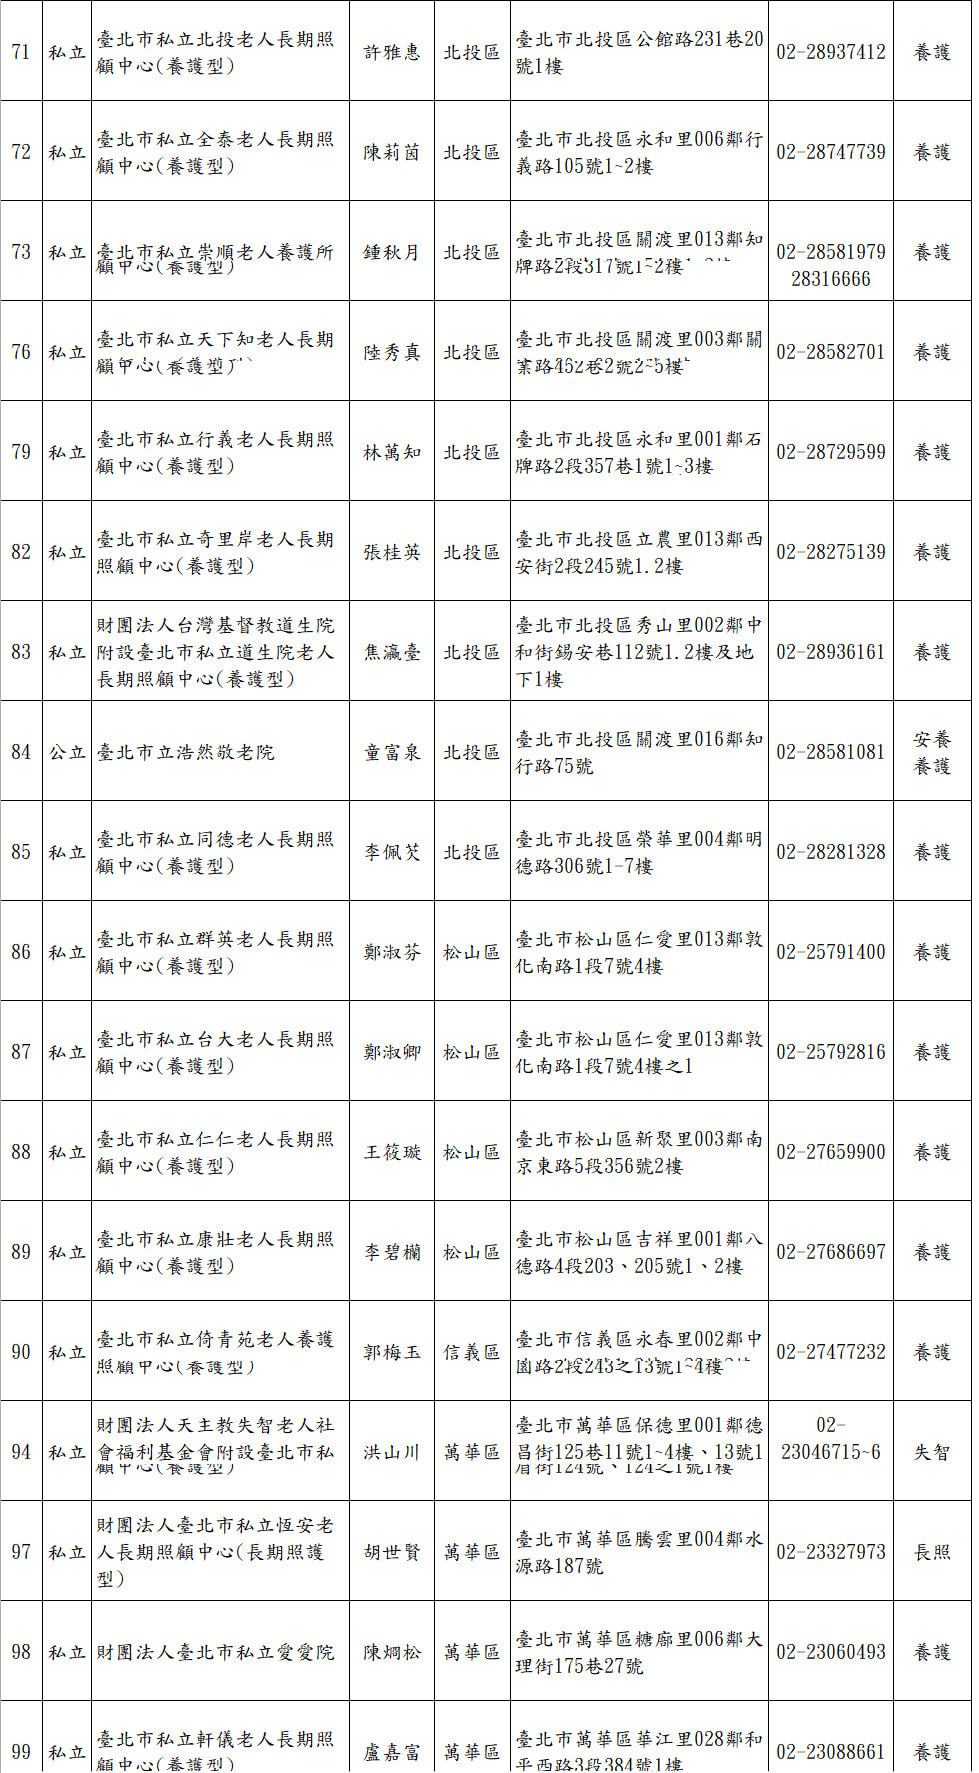 71 私立 臺北市私立北投老人長期照 許雅惠 北投區 臺北市北投區公館路231巷20 02-28937412 養護
顧中心(養護型) 號1樓
72 私立 臺北市私立全泰老人長期照 陳莉茵 北投區 臺北市北投區永和里006鄰行 02-28747739 養護
顧中心(養護型) 義路105號1~2樓
73 私立 臺北市私立崇順老人養護所 鍾秋月 北投區 臺北市北投區關渡里013鄰知 02-28581979 養護
顧中心(養護型) 牌路2段317號1~2樓 28316666
76 私立 臺北市私立天下知老人長期 陸秀真 北投區 臺北市北投區關渡里003鄰關 02-28582701 養護
2~5樓
79 私立 臺北市私立行義老人長期照 林萬知 北投區 臺北市北投區永和里001鄰石 02-28729599 養護
顧中心(養護型) 牌路2段357巷1號1~3樓
82 私立 臺北市私立奇里岸老人長期 張桂英 北投區 臺北市北投區立農里013鄰西 02-28275139 養護
照顧中心(養護型) 安街2段245號1.2樓
83 私立 財團法人台灣基督教道生院 焦瀛臺 北投區 臺北市北投區秀山里002鄰中 02-28936161 養護
附設臺北市私立道生院老人 和街錫安巷112號1.2樓及地
長期照顧中心(養護型) 下1樓
84 公立 臺北市立浩然敬老院 童富泉 北投區 臺北市北投區關渡里016鄰知 02-28581081 安養
行路75號 養護
85 私立 臺北市私立同德老人長期照 李佩芡 北投區 臺北市北投區榮華里004鄰明 02-28281328 養護
顧中心(養護型) 德路306號1-7樓
86 私立 臺北市私立群英老人長期照 鄭淑芬 松山區 臺北市松山區仁愛里013鄰敦 02-25791400 養護
顧中心(養護型) 化南路1段7號4樓
87 私立 臺北市私立台大老人長期照 鄭淑卿 松山區 臺北市松山區仁愛里013鄰敦 02-25792816 養護
顧中心(養護型) 化南路1段7號4樓之1
88 私立 臺北市私立仁仁老人長期照 王筱璇 松山區 臺北市松山區新聚里003鄰南 02-27659900 養護
顧中心(養護型) 京東路5段356號2樓
89 私立 臺北市私立康壯老人長期照 李碧欄 松山區 臺北市松山區吉祥里001鄰八 02-27686697 養護
顧中心(養護型) 德路4段203、205號1、2樓
90 私立 臺北市私立倚青苑老人養護 郭梅玉 信義區 臺北市信義區永春里002鄰中 02-27477232 養護
照顧中心(養護型)
94 私立 財團法人天主教失智老人社 洪山川 萬華區 臺北市萬華區保德里001鄰德 02- 失智
會福利基金會附設臺北市私 昌街125巷11號1~4樓、13號1 23046715~6
顧中心(養護型)
97 私立 財團法人臺北市私立恆安老 胡世賢 萬華區 臺北市萬華區騰雲里004鄰水 02-23327973 長照
人長期照顧中心(長期照護 源路187號
型)
98 私立 財團法人臺北市私立愛愛院 陳烱松 萬華區 臺北市萬華區糖廍里006鄰大 02-23060493 養護
理街175巷27號
99 私立 臺北市私立軒儀老人長期照 盧嘉富 萬華區 臺北市萬華區華江里028鄰和 02-23088661 養護
顧中心(養護型) 平西路3段384號1樓